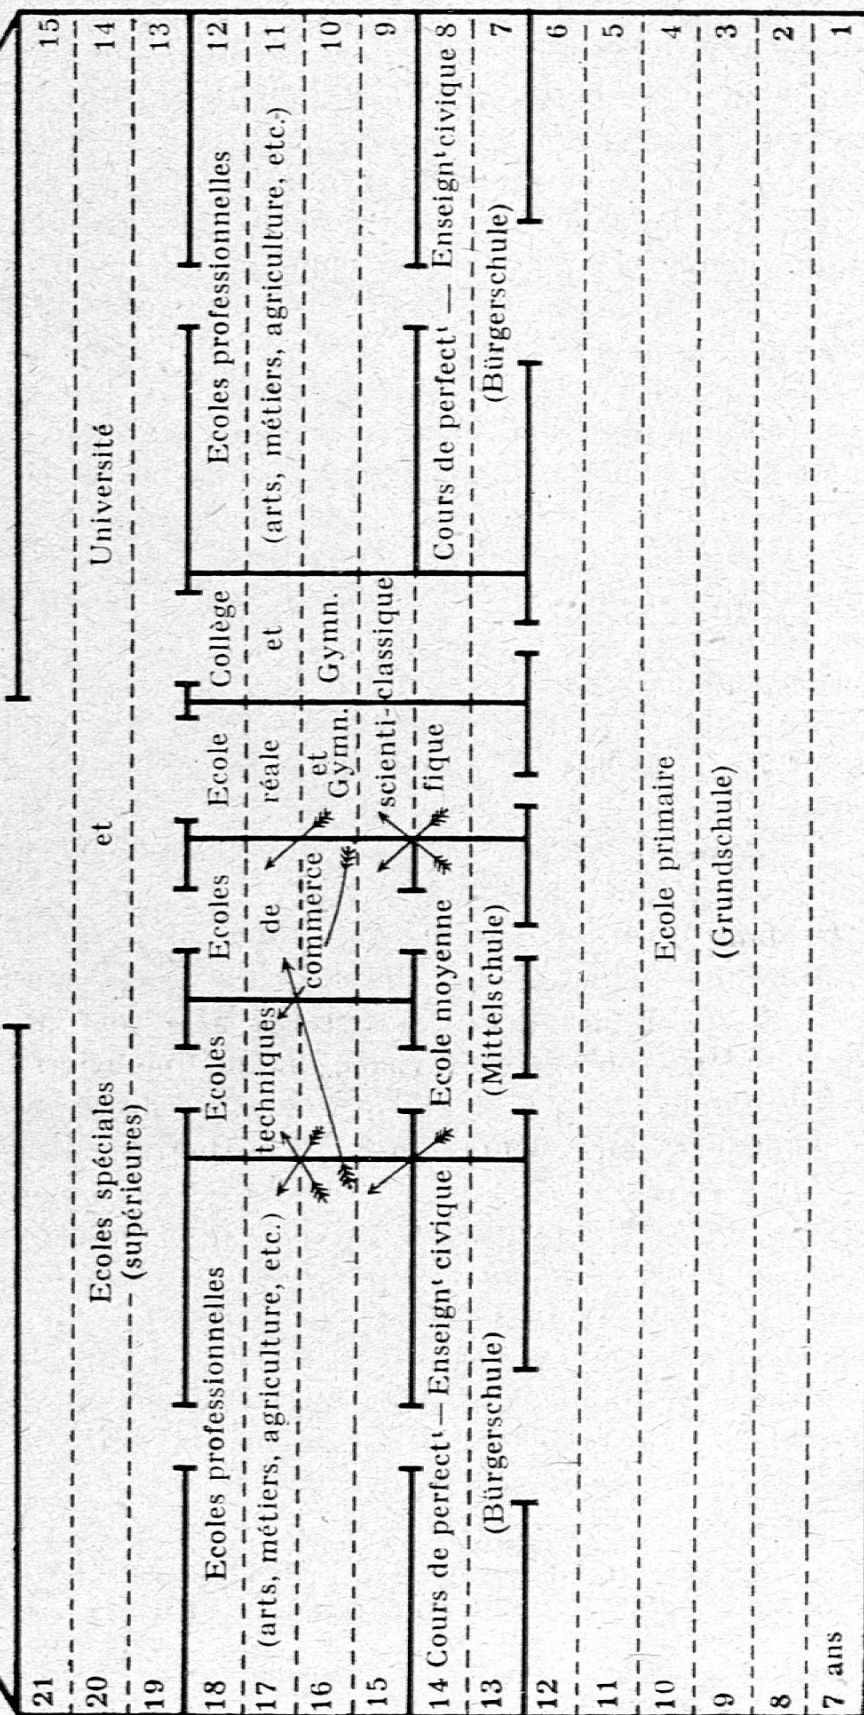 21 15
20 Ecoles spéciales et Université 14
19 (supérieures) 13
18 Ecoles professionnelles Ecoles Ecoles Ecole Collège Ecoles professionnelles 12
17 (arts, métiers, agriculture, etc.) techniques de réale et (arts, métiers, agriculture, etc.) 11
16 commerce et Gymn. 10
Gymn.
15 scienti- classique 9
fique
14 Cours de perfectᵗ — Enseignᵗ civique Ecole moyenne Cours de perfectᵗ — Enseignᵗ civique 8
13 (Bürgerschule) (Mittelschule) (Bürgerschule) 7
12 6
11 5
10 Ecole primaire 4
9 (Grundschule) 3
8 2
7 ans 1